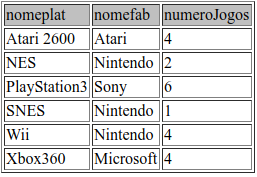 nomeplat nomefab numeroJogos
Atari 2600 Atari 4
NES Nintendo 2
PlayStation3 Sony 6
SNES Nintendo 1
Wii Nintendo 4
Xbox360 Microsoft 4